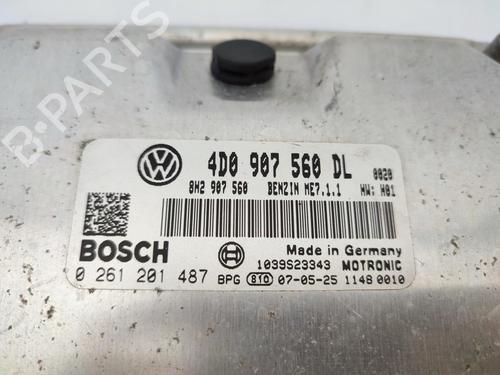 4D0 907 560 DL 0020
8H2 907 560 BENZIN ME7.1.1 HW: H01
BOSCH
Made in Germany
0 261 201 487
1039S23343 MOTRONIC
BPG 810 07-05-25 1148 0010
B-PARTS